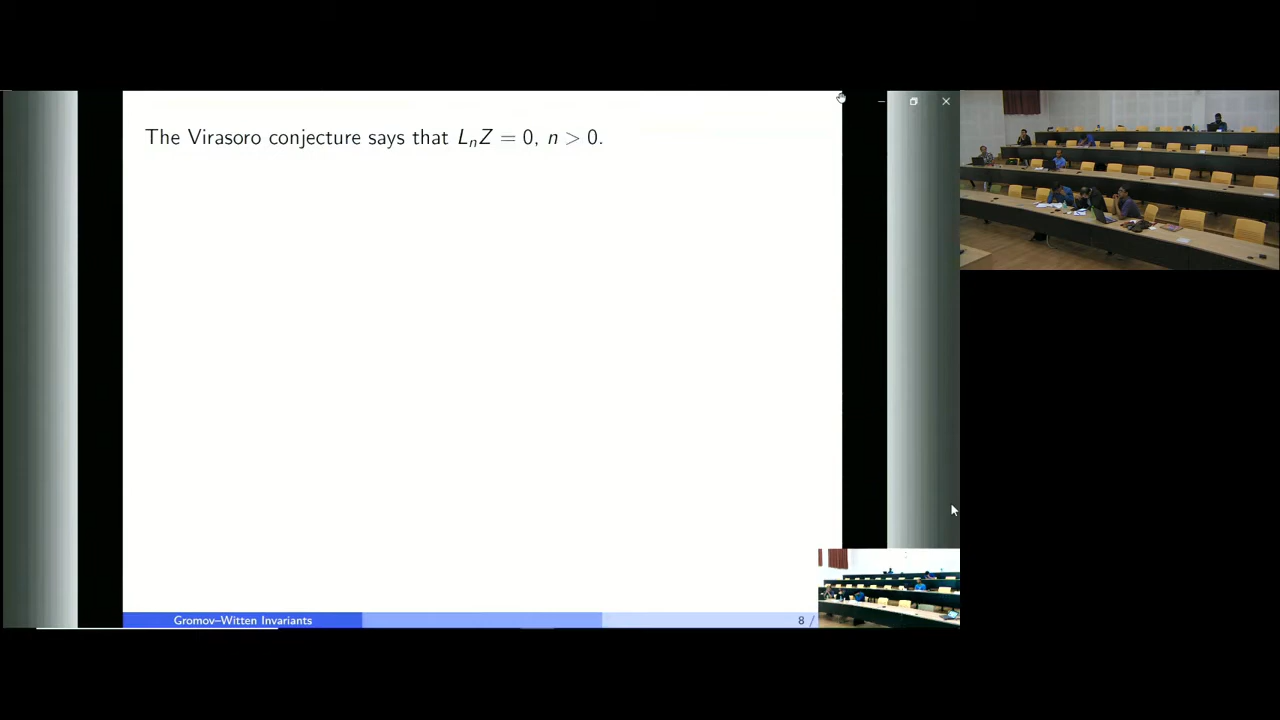 The Virasoro conjecture says that LₙZ = 0, n > 0.
Gromov–Witten Invariants
8 /